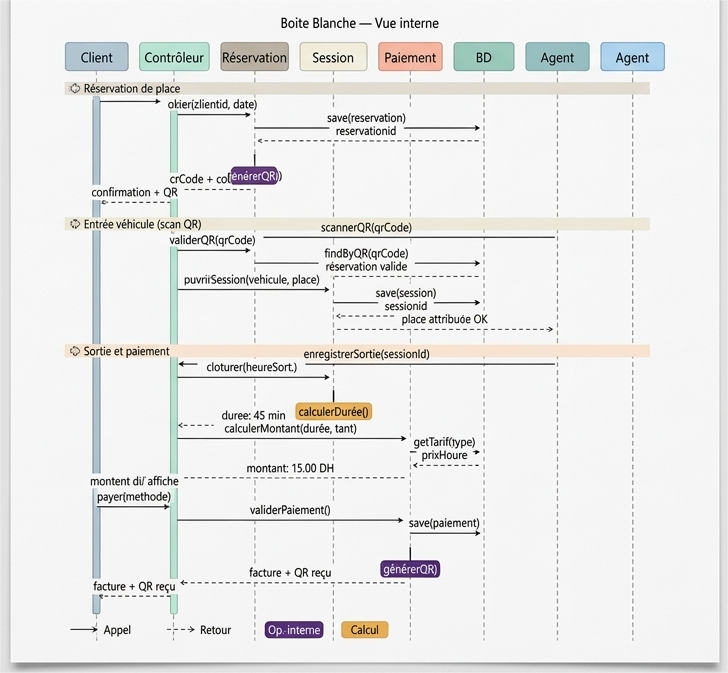 Boite Blanche — Vue interne
Client Contrôleur Réservation Session Paiement BD Agent Agent
Réservation de place
okier(zlientid, date)
save(reservation)
reservationid
crCode + co
énérerQR()
confirmation + QR
Entrée véhicule (scan QR)
scannerQR(qrCode)
validerQR(qrCode)
findByQR(qrCode)
réservation valide
puvriiSession(vehicule, place)
save(session)
sessionid
place attribuée OK
Sortie et paiement
enregistrerSortie(sessionId)
cloturer(heureSort.)
calculerDurée()
duree: 45 min
calculerMontant(durée, tant)
getTarif(type)
prixHoure
montant: 15.00 DH
montent di/ affiche
payer(methode)
validerPaiement()
save(paiement)
générerQR)
facture + QR reçu
facture + QR reçu
Appel Retour Op. interne Calcul